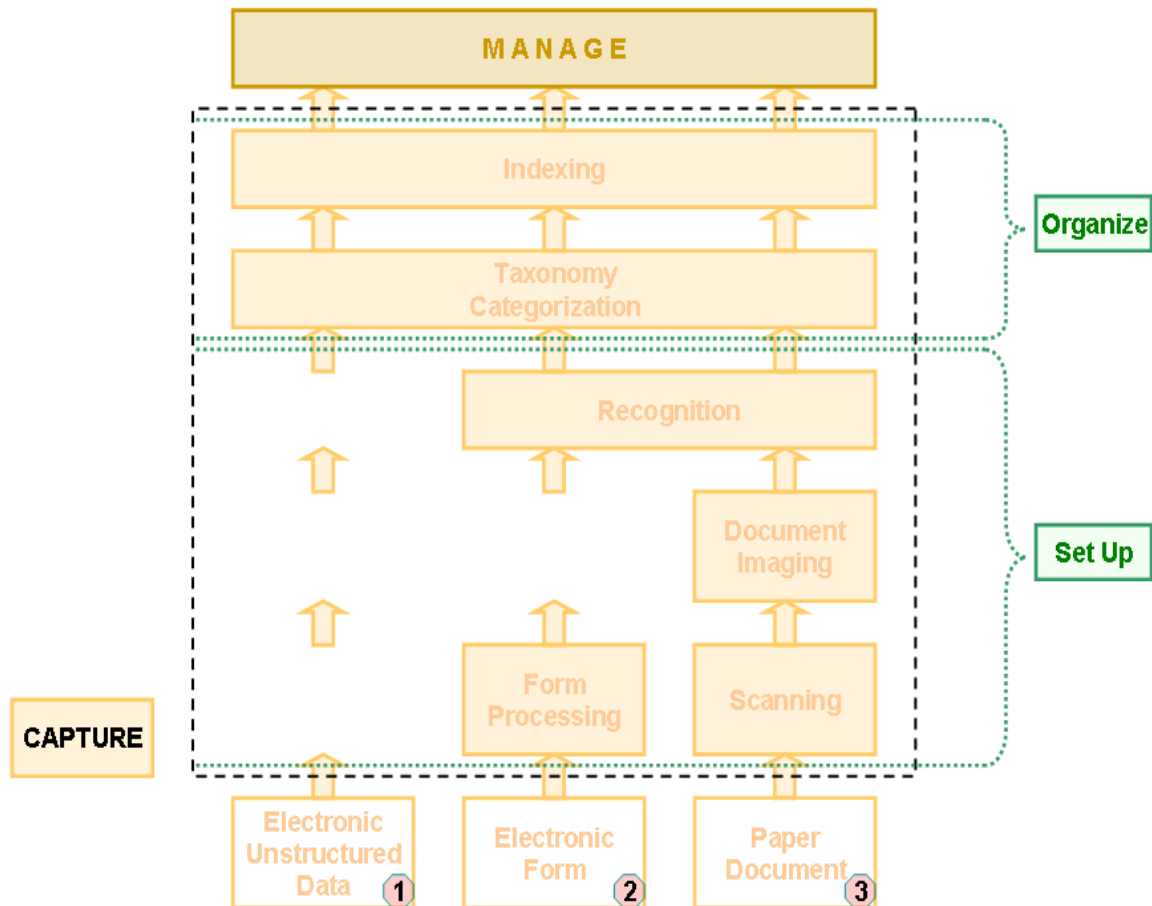 MANAGE
Indexing
Organize
Taxonomy
Categorization
Recognition
Document
Imaging
Set Up
Form
Processing
Scanning
CAPTURE
Electronic
Unstructured
Data
1
Electronic
Form
2
Paper
Document
3